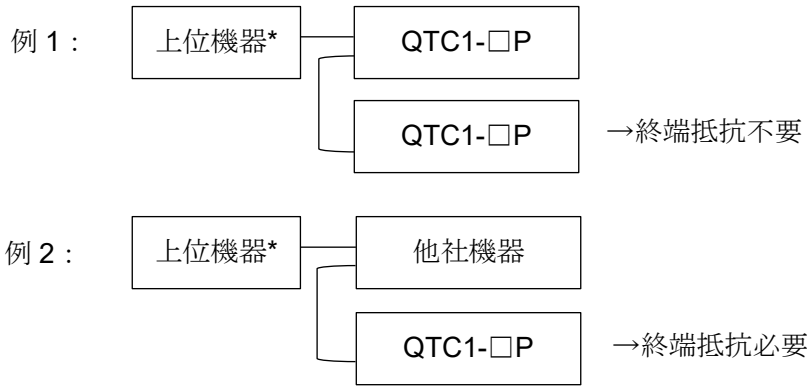 例 1：
上位機器*
QTC1-□P
QTC1-□P
→終端抵抗不要
例 2：
上位機器*
他社機器
QTC1-□P
→終端抵抗必要